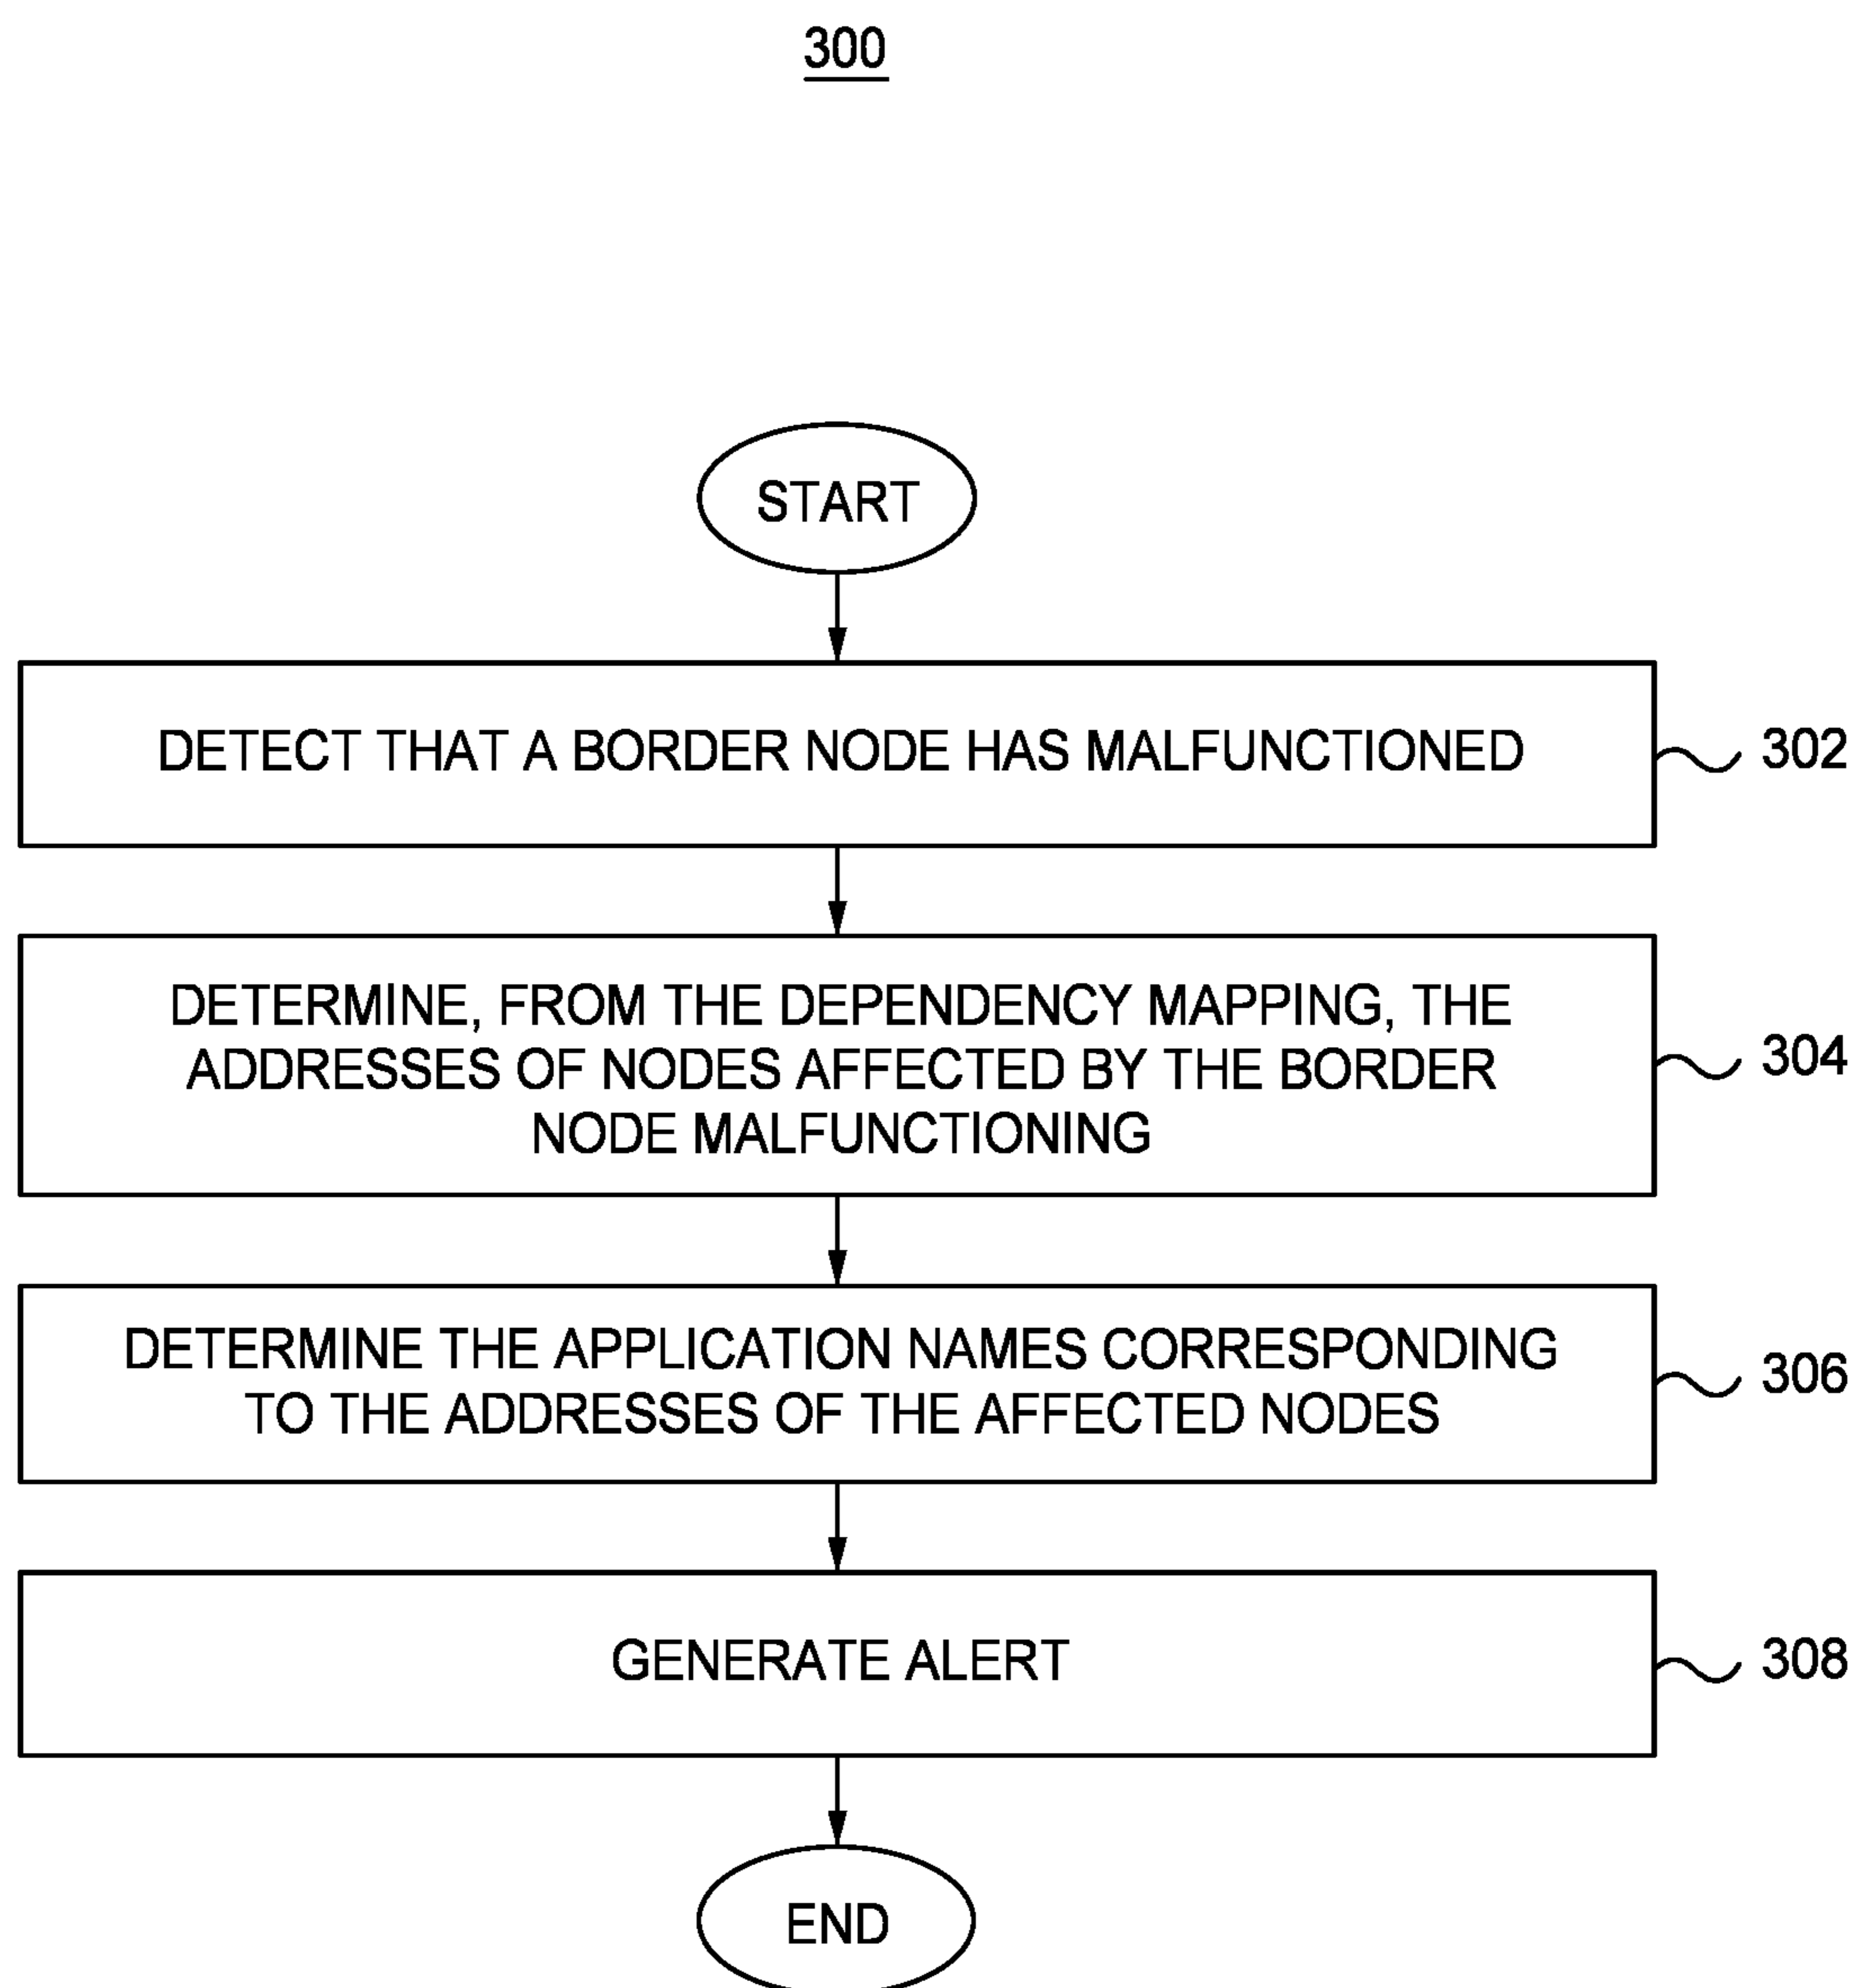 300
START
DETECT THAT A BORDER NODE HAS MALFUNCTIONED
302
DETERMINE, FROM THE DEPENDENCY MAPPING, THE
ADDRESSES OF NODES AFFECTED BY THE BORDER
NODE MALFUNCTIONING
304
DETERMINE THE APPLICATION NAMES CORRESPONDING
TO THE ADDRESSES OF THE AFFECTED NODES
306
GENERATE ALERT
308
END